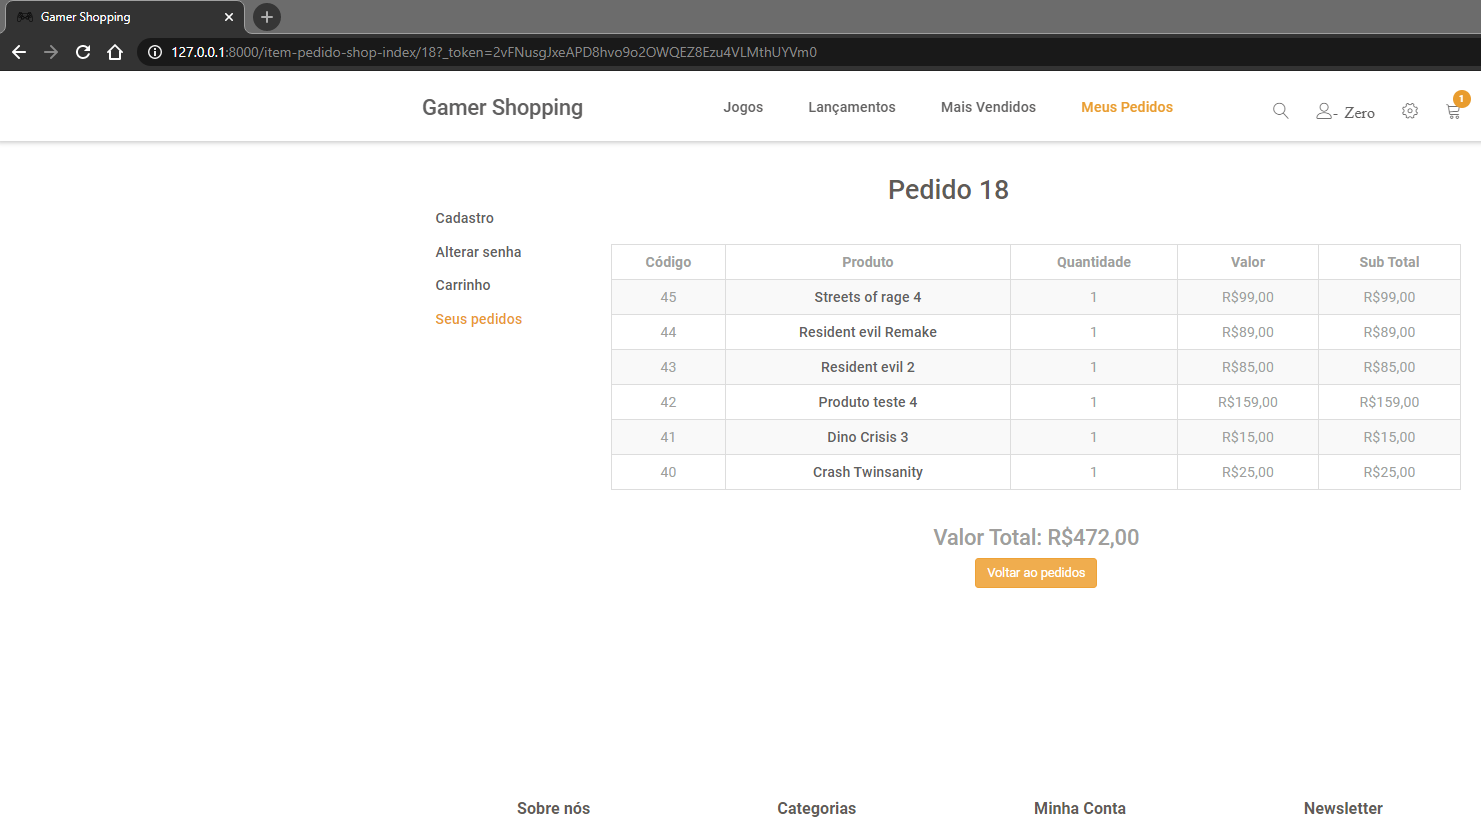 Gamer Shopping
127.0.0.1:8000/item-pedido-shop-index/18?_token=2vFNusgJxeAPD8hvo9o2OWQEZ8Ezu4VLMthUYVm0
Gamer Shopping Jogos Lançamentos Mais Vendidos Meus Pedidos - Zero 1
Pedido 18
Cadastro
Alterar senha
Carrinho
Seus pedidos
Código Produto Quantidade Valor Sub Total
45 Streets of rage 4 1 R$99,00 R$99,00
44 Resident evil Remake 1 R$89,00 R$89,00
43 Resident evil 2 1 R$85,00 R$85,00
42 Produto teste 4 1 R$159,00 R$159,00
41 Dino Crisis 3 1 R$15,00 R$15,00
40 Crash Twinsanity 1 R$25,00 R$25,00
Valor Total: R$472,00
Voltar ao pedidos
Sobre nós Categorias Minha Conta Newsletter